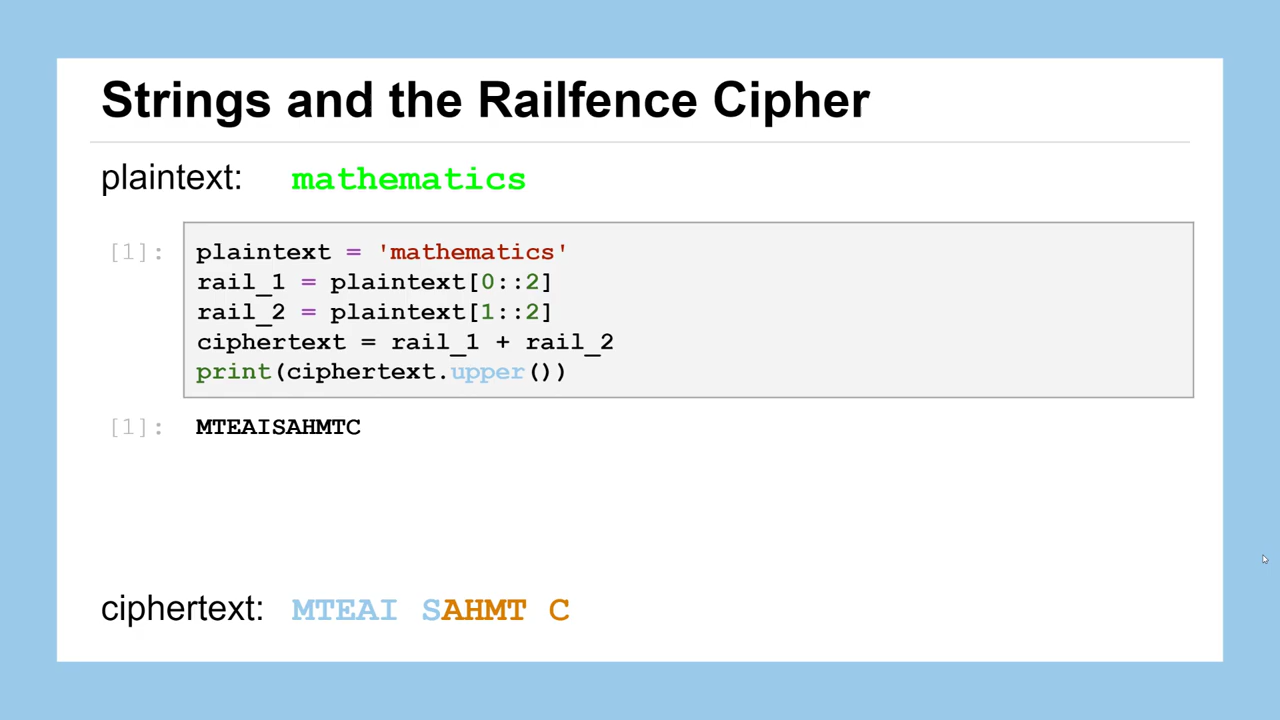 Strings and the Railfence Cipher
plaintext: mathematics
[1]: plaintext = 'mathematics'
rail_1 = plaintext[0::2]
rail_2 = plaintext[1::2]
ciphertext = rail_1 + rail_2
print(ciphertext.upper())
[1]: MTEAISAHMTC
ciphertext: MTEAI SAHMT C